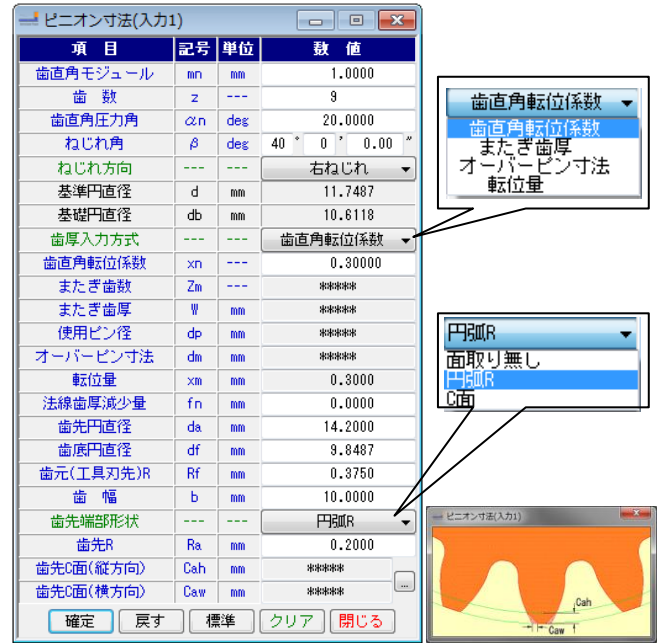 ピニオン寸法(入力1)
項 目 記号 単位 数 値
歯直角モジュール mn mm 1.0000
歯 数 z --- 9
歯直角圧力角 αn deg 20.0000
ねじれ角 β deg 40 ° 0 ' 0.00 "
ねじれ方向 --- --- 右ねじれ
基準円直径 d mm 11.7487
基礎円直径 db mm 10.6118
歯厚入力方式 --- --- 歯直角転位係数
歯直角転位係数 xn --- 0.30000
またぎ歯数 Zm --- *****
またぎ歯厚 W mm *****
使用ピン径 dp mm *****
オーバーピン寸法 dm mm *****
転位量 xm mm 0.3000
法線歯厚減少量 fn mm 0.0000
歯先円直径 da mm 14.2000
歯底円直径 df mm 9.8487
歯元(工具刃先)R Rf mm 0.3750
歯 幅 b mm 10.0000
歯先端部形状 --- --- 円弧R
歯先R Ra mm 0.2000
歯先C面(縦方向) Cah mm *****
歯先C面(横方向) Caw mm ***** ...
確定 戻す 標準 クリア 閉じる
歯直角転位係数
歯直角転位係数
またぎ歯厚
オーバーピン寸法
転位量
円弧R
面取り無し
円弧R
C面
ピニオン寸法(入力1)
Cah
Caw